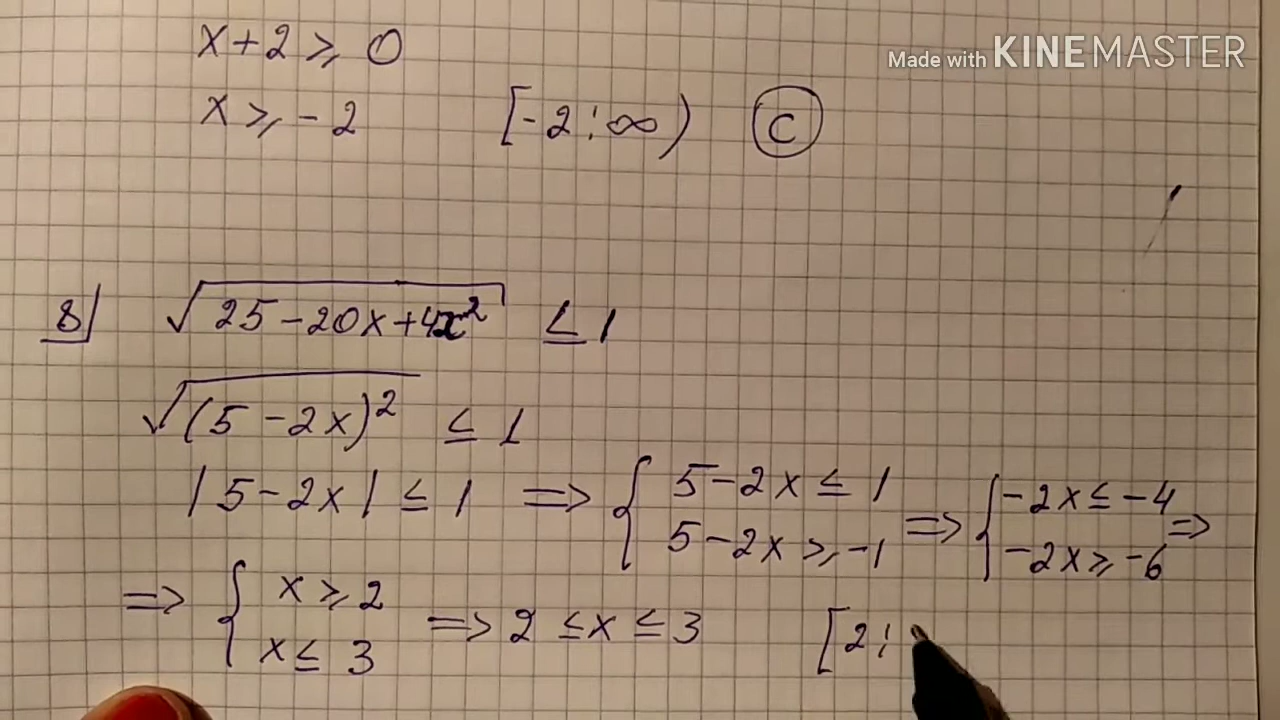 x+2 ≥ 0
Made with KINEMASTER
x ≥ -2 [-2 ; ∞) C
8) √25-20x+4x² ≤ 1
√(5-2x)² ≤ 1
|5-2x| ≤ 1 => { 5-2x ≤ 1 => { -2x ≤ -4 =>
5-2x ≥ -1 -2x ≥ -6
=> { x ≥ 2 => 2 ≤ x ≤ 3 [2 ;
x ≤ 3